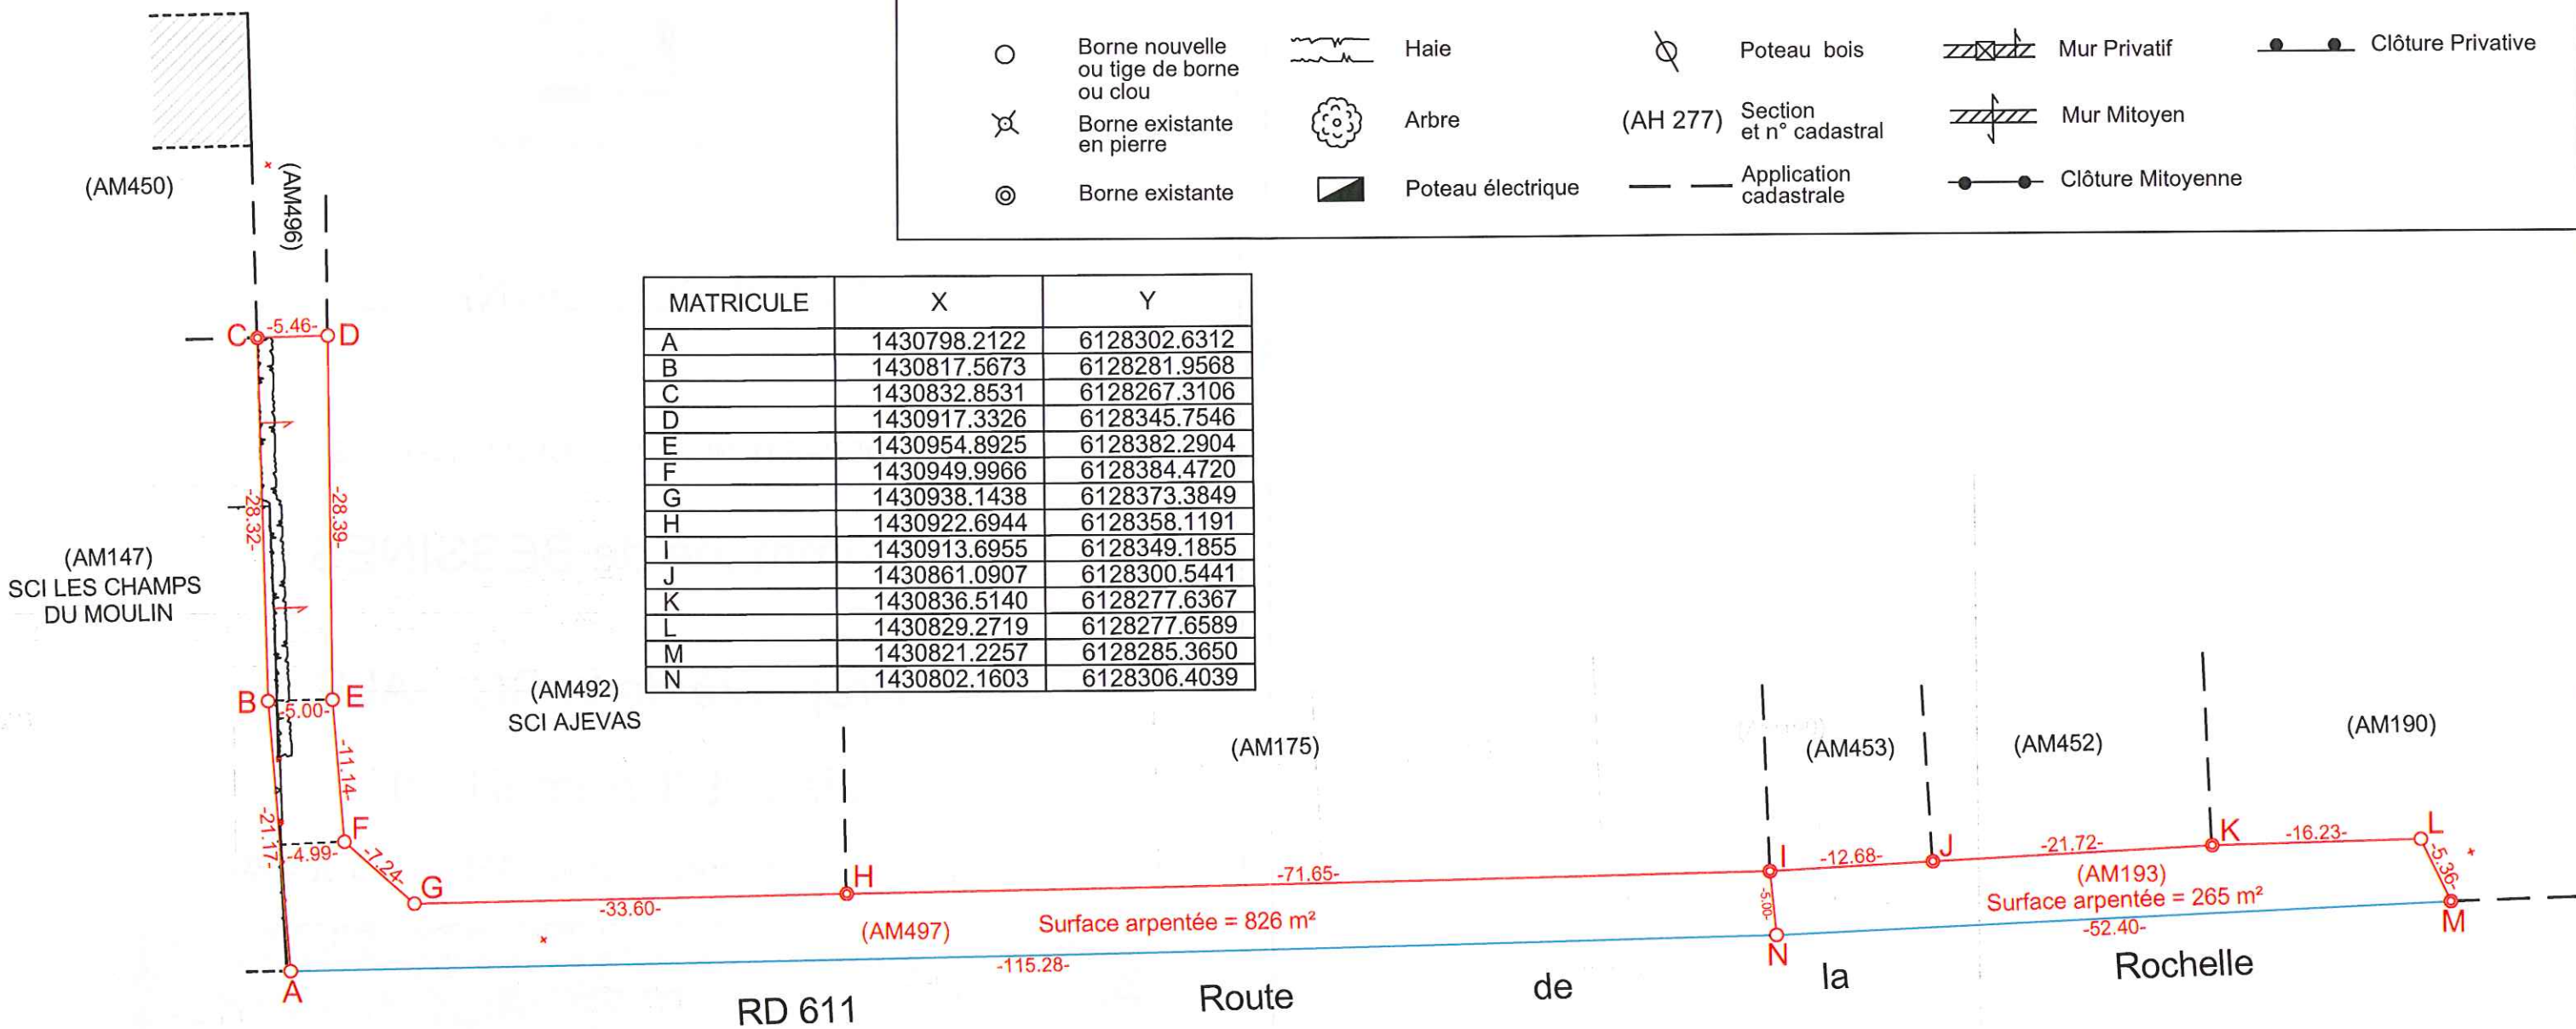 Borne nouvelle
ou tige de borne
ou clou
Haie
Poteau bois
Mur Privatif
Clôture Privative
Borne existante
en pierre
Arbre
(AH 277)
Section
et n° cadastral
Mur Mitoyen
Borne existante
Poteau électrique
Application
cadastrale
Clôture Mitoyenne
(AM450)
(AM496)
C
-5.46-
D
-28.32-
-28.39-
(AM147)
SCI LES CHAMPS
DU MOULIN
B
-5.00-
E
-11.14-
-21.17-
F
-4.99-
-7.24-
G
A
MATRICULE X Y
A 1430798.2122 6128302.6312
B 1430817.5673 6128281.9568
C 1430832.8531 6128267.3106
D 1430917.3326 6128345.7546
E 1430954.8925 6128382.2904
F 1430949.9966 6128384.4720
G 1430938.1438 6128373.3849
H 1430922.6944 6128358.1191
I 1430913.6955 6128349.1855
J 1430861.0907 6128300.5441
K 1430836.5140 6128277.6367
L 1430829.2719 6128277.6589
M 1430821.2257 6128285.3650
N 1430802.1603 6128306.4039
(AM492)
SCI AJEVAS
(AM175)
(AM453)
(AM452)
(AM190)
-33.60-
H
-71.65-
I
-12.68-
J
-21.72-
K
-16.23-
L
-5.36-
M
(AM497)
Surface arpentée = 826 m²
-5.00-
N
(AM193)
Surface arpentée = 265 m²
-115.28-
-52.40-
RD 611
Route
de
la
Rochelle